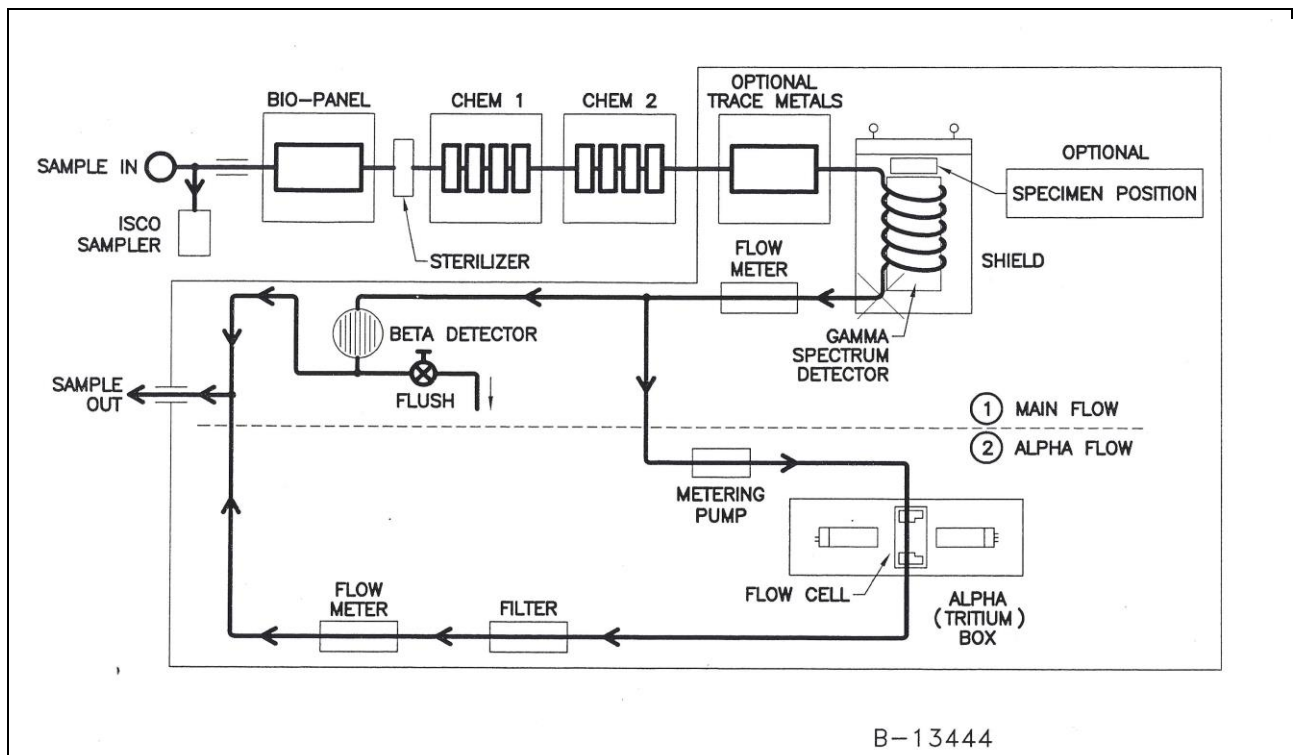 OPTIONAL
TRACE METALS
BIO-PANEL
CHEM 1
CHEM 2
SAMPLE IN
OPTIONAL
SPECIMEN POSITION
ISCO
SAMPLER
STERILIZER
FLOW
METER
SHIELD
BETA DETECTOR
GAMMA
SPECTRUM
DETECTOR
SAMPLE
OUT
FLUSH
1 MAIN FLOW
2 ALPHA FLOW
METERING
PUMP
FLOW CELL
FLOW
METER
FILTER
ALPHA
(TRITIUM)
BOX
B-13444